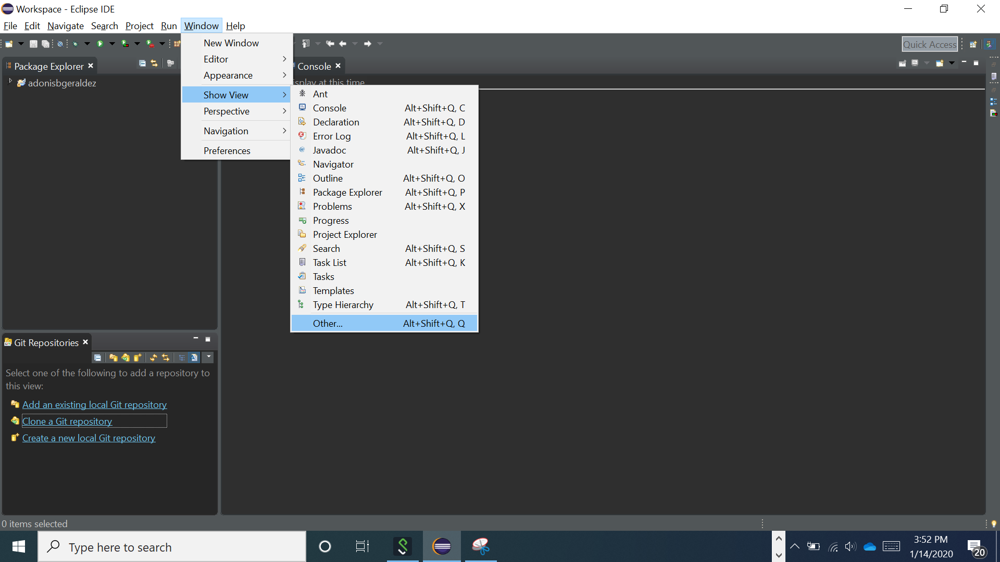 Workspace - Eclipse IDE
File Edit Navigate Search Project Run Window Help
Quick Access
Package Explorer
adonisbgeraldez
New Window
Editor
Appearance
Show View
Perspective
Navigation
Preferences
Console
display at this time.
Ant
Console Alt+Shift+Q, C
Declaration Alt+Shift+Q, D
Error Log Alt+Shift+Q, L
Javadoc Alt+Shift+Q, J
Navigator
Outline Alt+Shift+Q, O
Package Explorer Alt+Shift+Q, P
Problems Alt+Shift+Q, X
Progress
Project Explorer
Search Alt+Shift+Q, S
Task List Alt+Shift+Q, K
Tasks
Templates
Type Hierarchy Alt+Shift+Q, T
Other... Alt+Shift+Q, Q
Git Repositories
Select one of the following to add a repository to
this view:
Add an existing local Git repository
Clone a Git repository
Create a new local Git repository
0 items selected
Type here to search
3:52 PM
1/14/2020
20